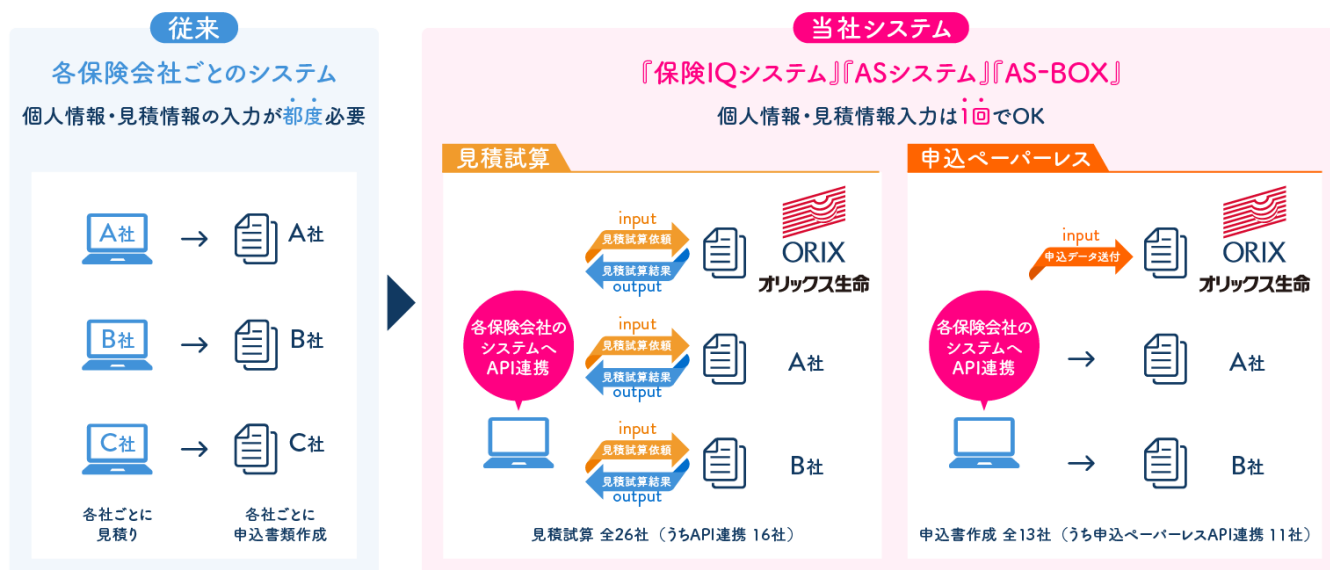 従来
各保険会社ごとのシステム
個人情報・見積情報の入力が都度必要
A社
A社
B社
B社
C社
C社
各社ごとに
見積り
各社ごとに
申込書類作成
当社システム
『保険IQシステム』『ASシステム』『AS-BOX』
個人情報・見積情報入力は1回でOK
見積試算
input
見積試算依頼
見積試算結果
output
ORIX
オリックス生命
各保険会社の
システムへ
API連携
input
見積試算依頼
見積試算結果
output
A社
input
見積試算依頼
見積試算結果
output
B社
見積試算 全26社（うちAPI連携 16社）
申込ペーパーレス
input
申込データ送付
ORIX
オリックス生命
各保険会社の
システムへ
API連携
A社
B社
申込書作成 全13社（うち申込ペーパーレスAPI連携 11社）